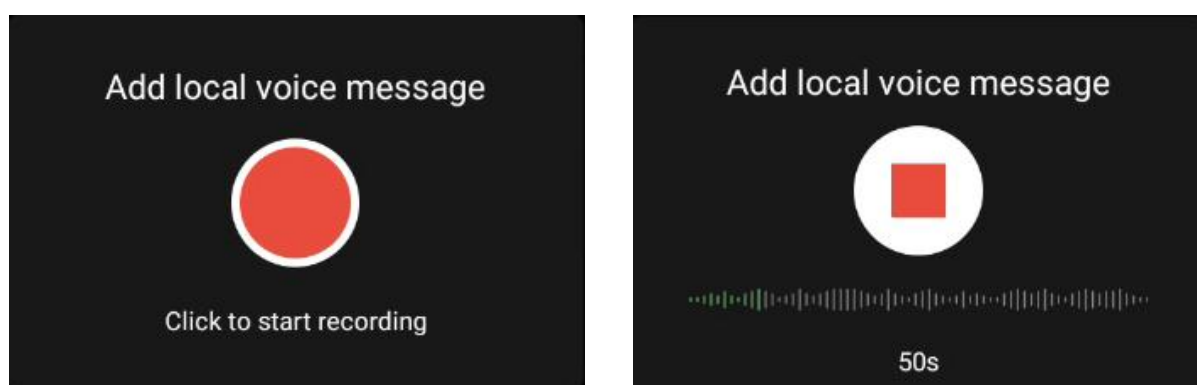 Add local voice message
Click to start recording
Add local voice message
50s